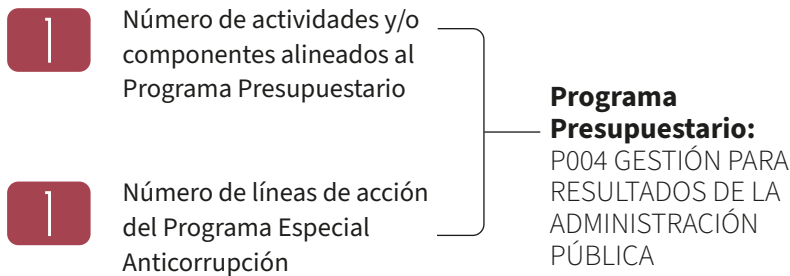 1
Número de actividades y/o
componentes alineados al
Programa Presupuestario
1
Número de líneas de acción
del Programa Especial
Anticorrupción
Programa
Presupuestario:
P004 GESTIÓN PARA
RESULTADOS DE LA
ADMINISTRACIÓN
PÚBLICA